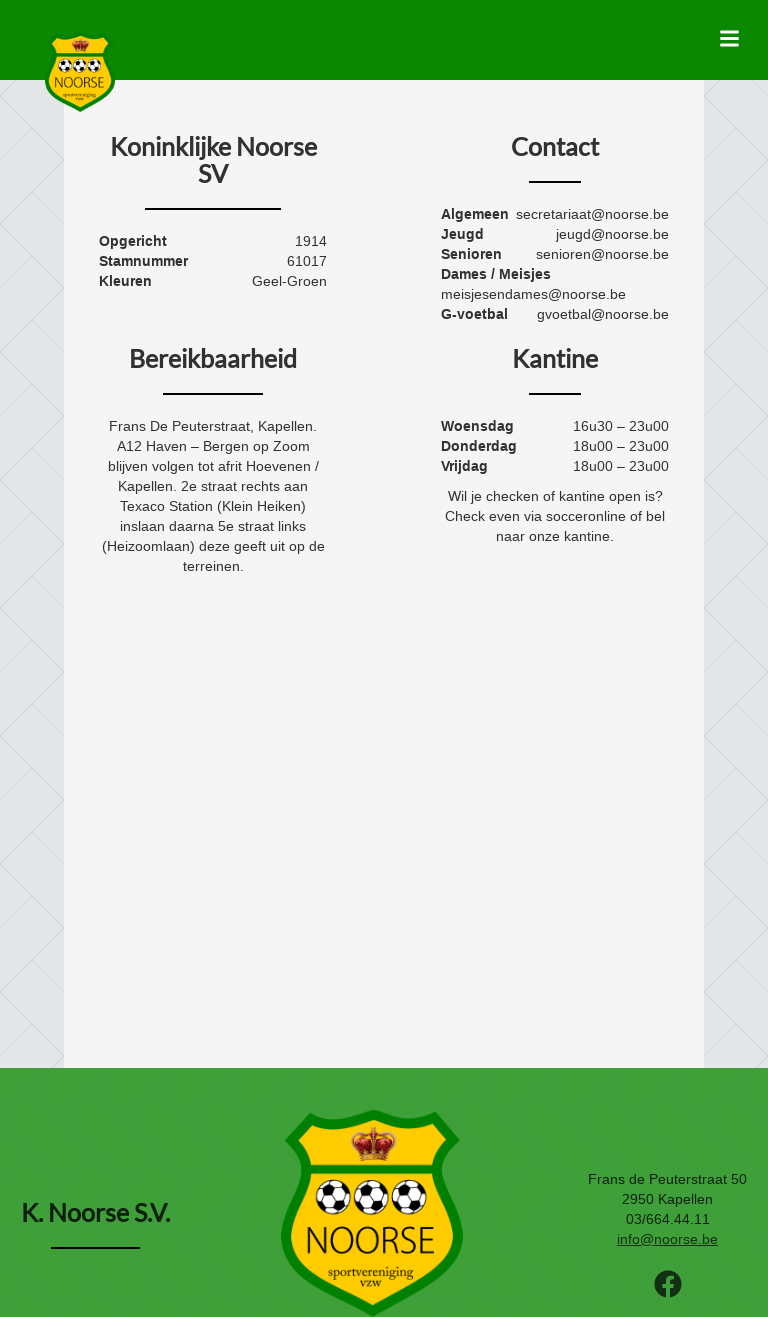 NOORSE
sportvereniging
vzw
Koninklijke Noorse
SV
Opgericht 1914
Stamnummer 61017
Kleuren Geel-Groen
Contact
Algemeen secretariaat@noorse.be
Jeugd jeugd@noorse.be
Senioren senioren@noorse.be
Dames / Meisjes
meisjesendames@noorse.be
G-voetbal gvoetbal@noorse.be
Bereikbaarheid
Frans De Peuterstraat, Kapellen.
A12 Haven – Bergen op Zoom
blijven volgen tot afrit Hoevenen /
Kapellen. 2e straat rechts aan
Texaco Station (Klein Heiken)
inslaan daarna 5e straat links
(Heizoomlaan) deze geeft uit op de
terreinen.
Kantine
Woensdag 16u30 – 23u00
Donderdag 18u00 – 23u00
Vrijdag 18u00 – 23u00
Wil je checken of kantine open is?
Check even via socceronline of bel
naar onze kantine.
K. Noorse S.V.
NOORSE
sportvereniging
vzw
Frans de Peuterstraat 50
2950 Kapellen
03/664.44.11
info@noorse.be